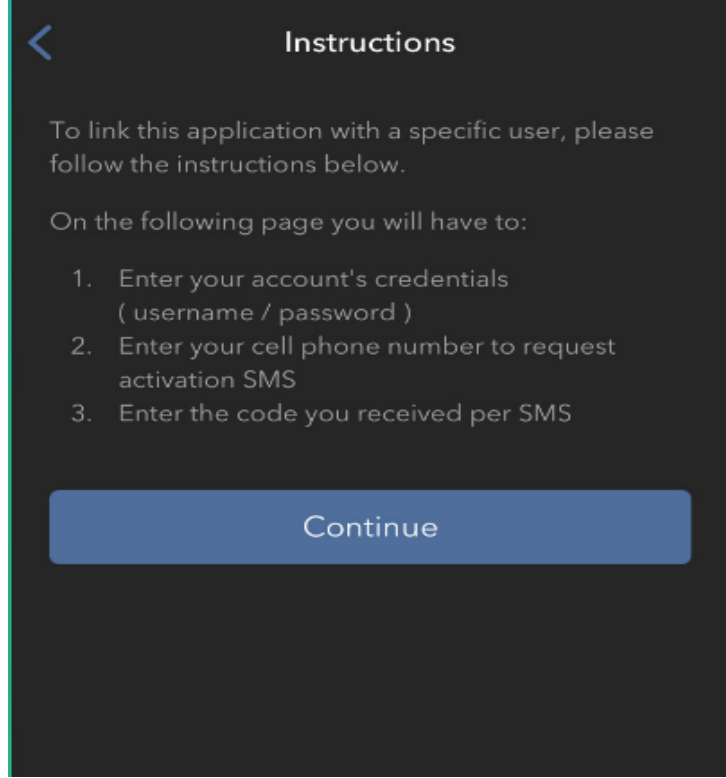 Instructions
To link this application with a specific user, please
follow the instructions below.
On the following page you will have to:
1. Enter your account's credentials
( username / password )
2. Enter your cell phone number to request
activation SMS
3. Enter the code you received per SMS
Continue